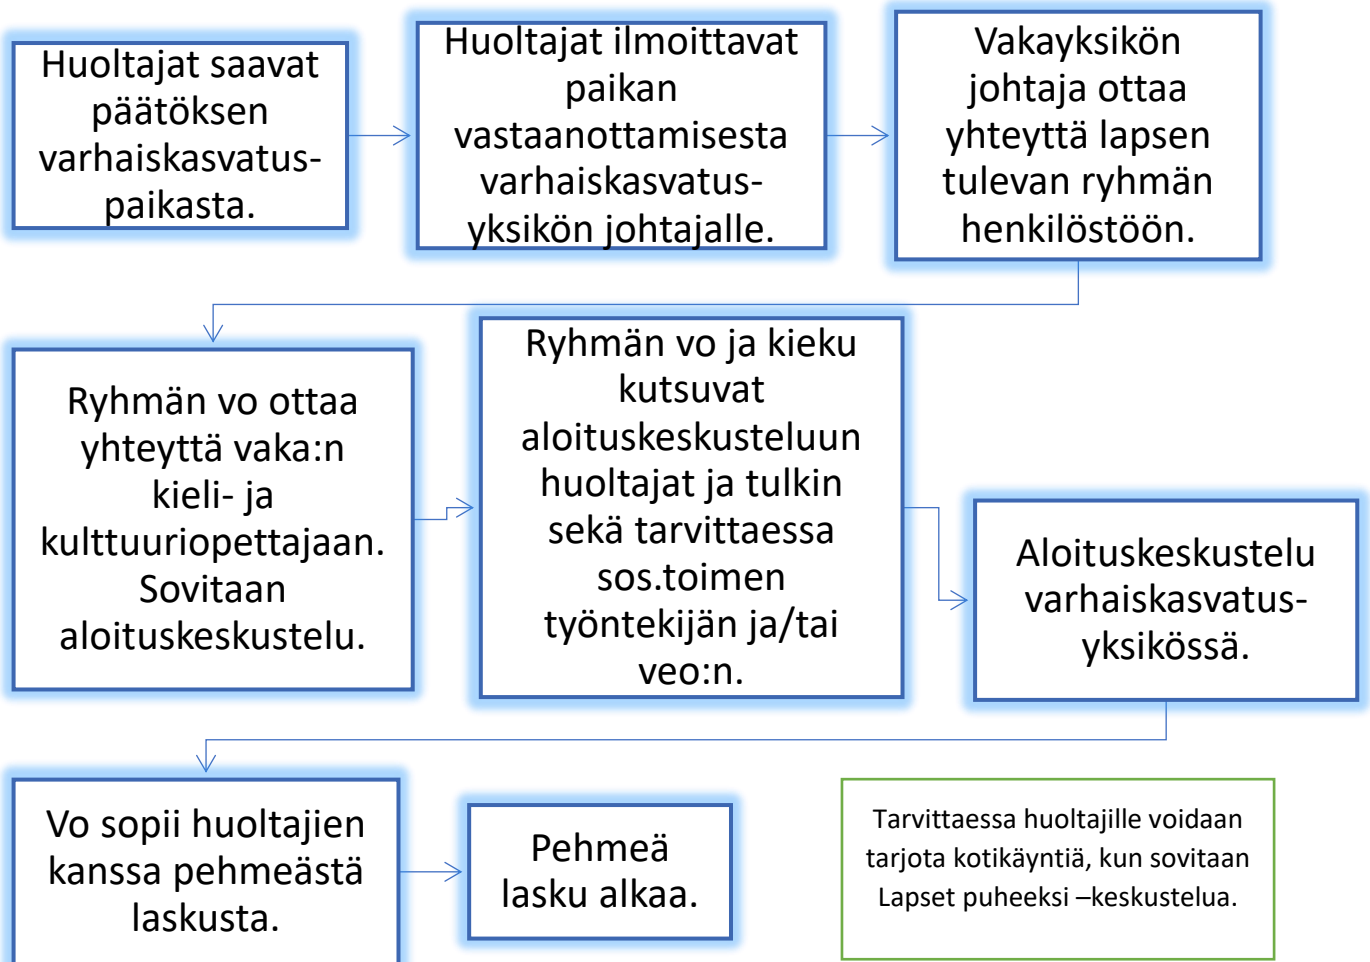 Huoltajat saavat
päätöksen
varhaiskasvatus-
paikasta.
Huoltajat ilmoittavat
paikan
vastaanottamisesta
varhaiskasvatus-
yksikön johtajalle.
Vakayksikön
johtaja ottaa
yhteyttä lapsen
tulevan ryhmän
henkilöstöön.
Ryhmän vo ottaa
yhteyttä vaka:n
kieli- ja
kulttuuriopettajaan.
Sovitaan
aloituskeskustelu.
Ryhmän vo ja kieku
kutsuvat
aloituskeskusteluun
huoltajat ja tulkin
sekä tarvittaessa
sos.toimen
työntekijän ja/tai
veo:n.
Aloituskeskustelu
varhaiskasvatus-
yksikössä.
Vo sopii huoltajien
kanssa pehmeästä
laskusta.
Pehmeä
lasku alkaa.
Tarvittaessa huoltajille voidaan
tarjota kotikäyntiä, kun sovitaan
Lapset puheeksi –keskustelua.